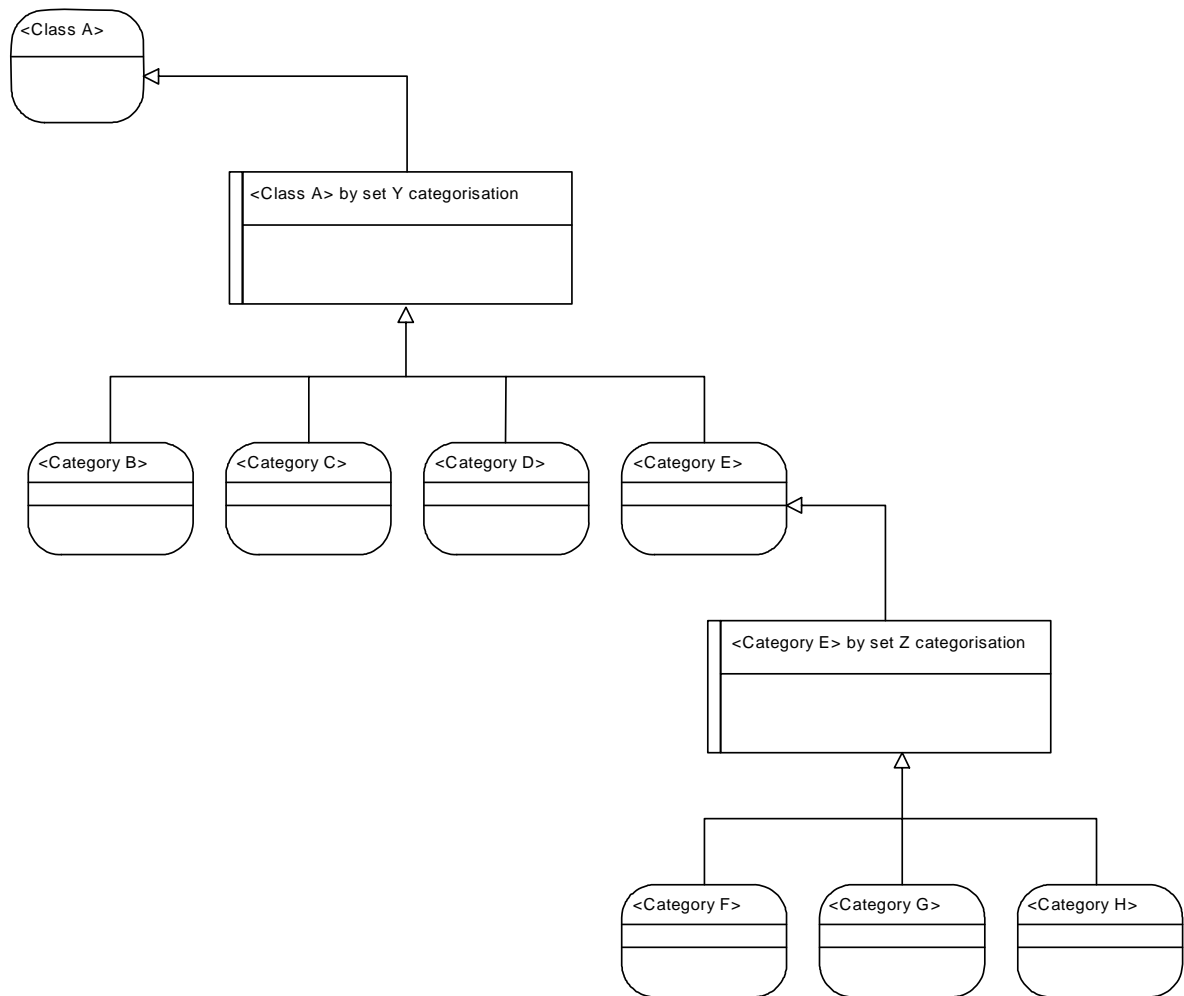 <Class A>
<Class A> by set Y categorisation
<Category B>
<Category C>
<Category D>
<Category E>
<Category E> by set Z categorisation
<Category F>
<Category G>
<Category H>